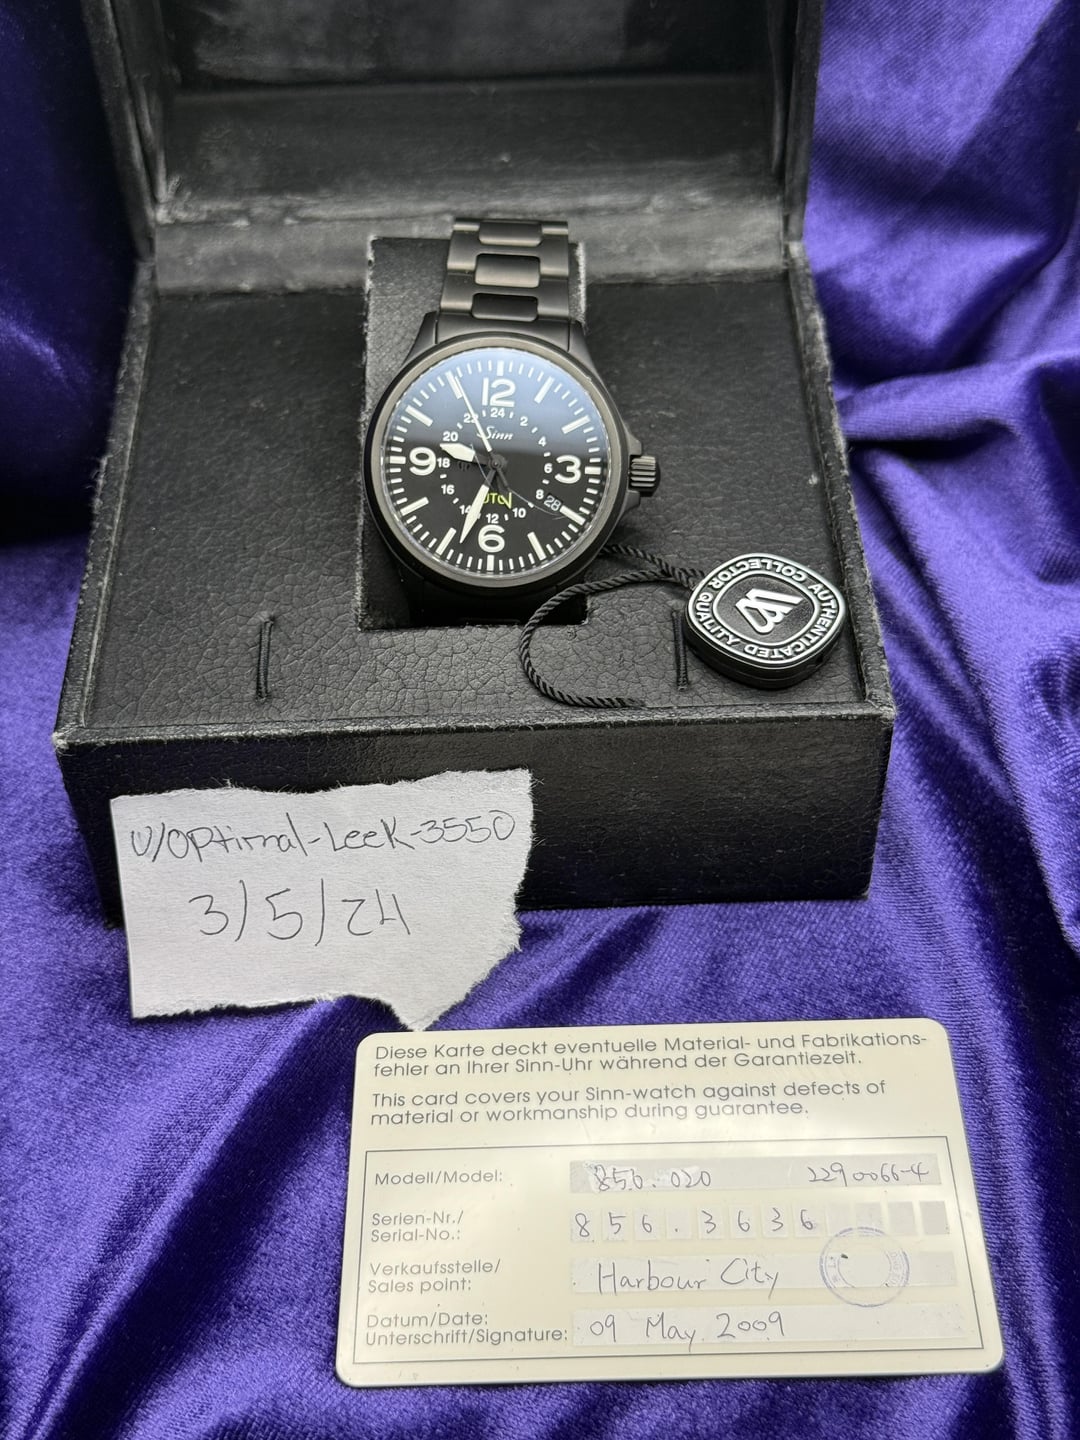 12
24
2
4
6
8
10
12
14
16
18
20
22
Sinn
3
9
6
UTC
28
AUTHENTICATED QUALITY COLLECTOR
u/Optimal-Leek-3550
3/5/24
Diese Karte deckt eventuelle Material- und Fabrikations-
fehler an Ihrer Sinn-Uhr während der Garantiezeit.
This card covers your Sinn-watch against defects of
material or workmanship during guarantee.
Modell/Model: 856.020 2290066-4
Serien-Nr./
Serial-No.: 856.3636
Verkaufsstelle/
Sales point: Harbour City
Datum/Date:
Unterschrift/Signature: 09 May 2009